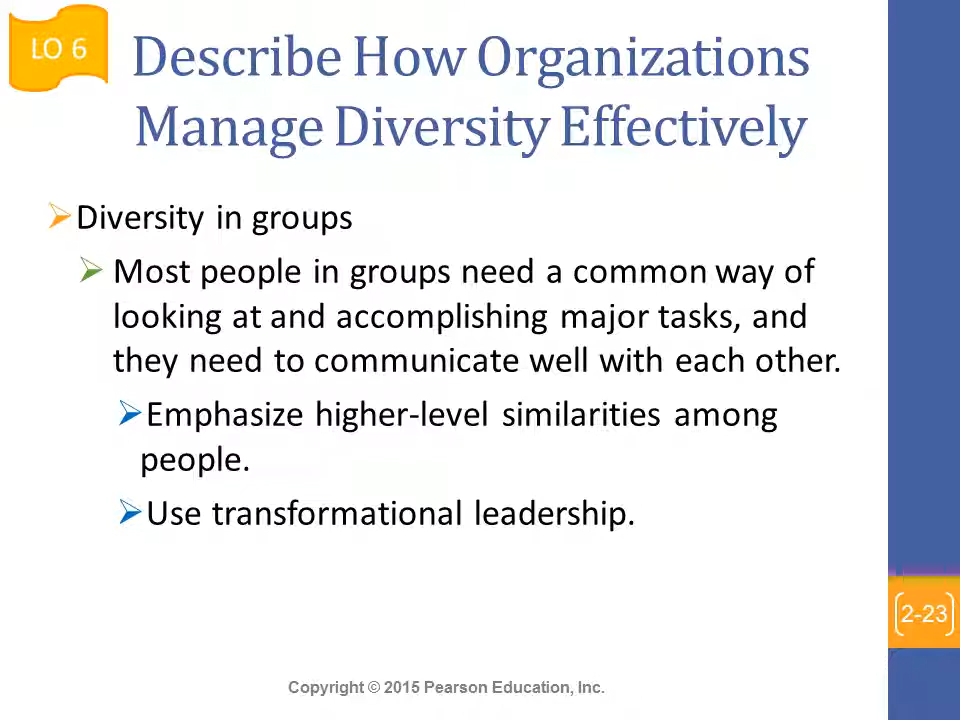 LO 6
Describe How Organizations
Manage Diversity Effectively
Diversity in groups
Most people in groups need a common way of
looking at and accomplishing major tasks, and
they need to communicate well with each other.
Emphasize higher-level similarities among
people.
Use transformational leadership.
2-23
Copyright © 2015 Pearson Education, Inc.